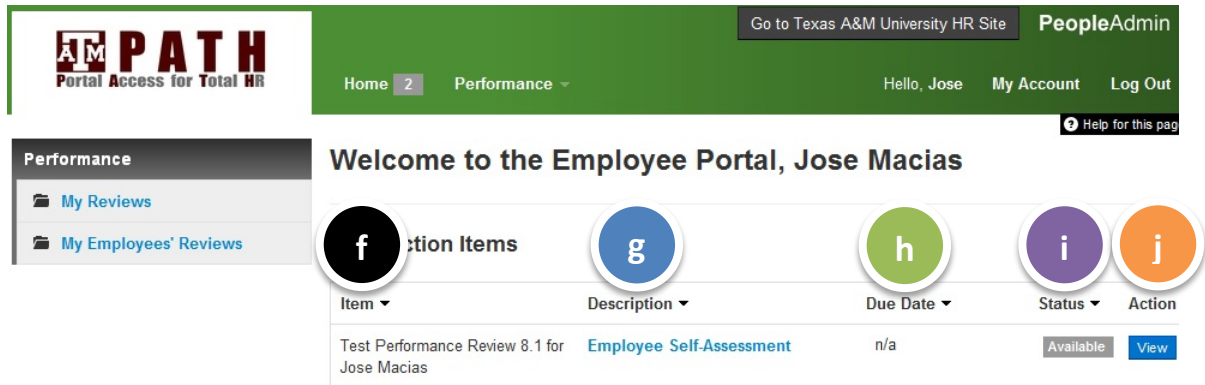 Go to Texas A&M University HR Site PeopleAdmin
ATM PATH
Portal Access for Total HR
Home 2 Performance Hello, Jose My Account Log Out
? Help for this pag
Performance
Welcome to the Employee Portal, Jose Macias
My Reviews
My Employees' Reviews
f ction Items g h i j
Item Description Due Date Status Action
Test Performance Review 8.1 for Employee Self-Assessment n/a Available View
Jose Macias